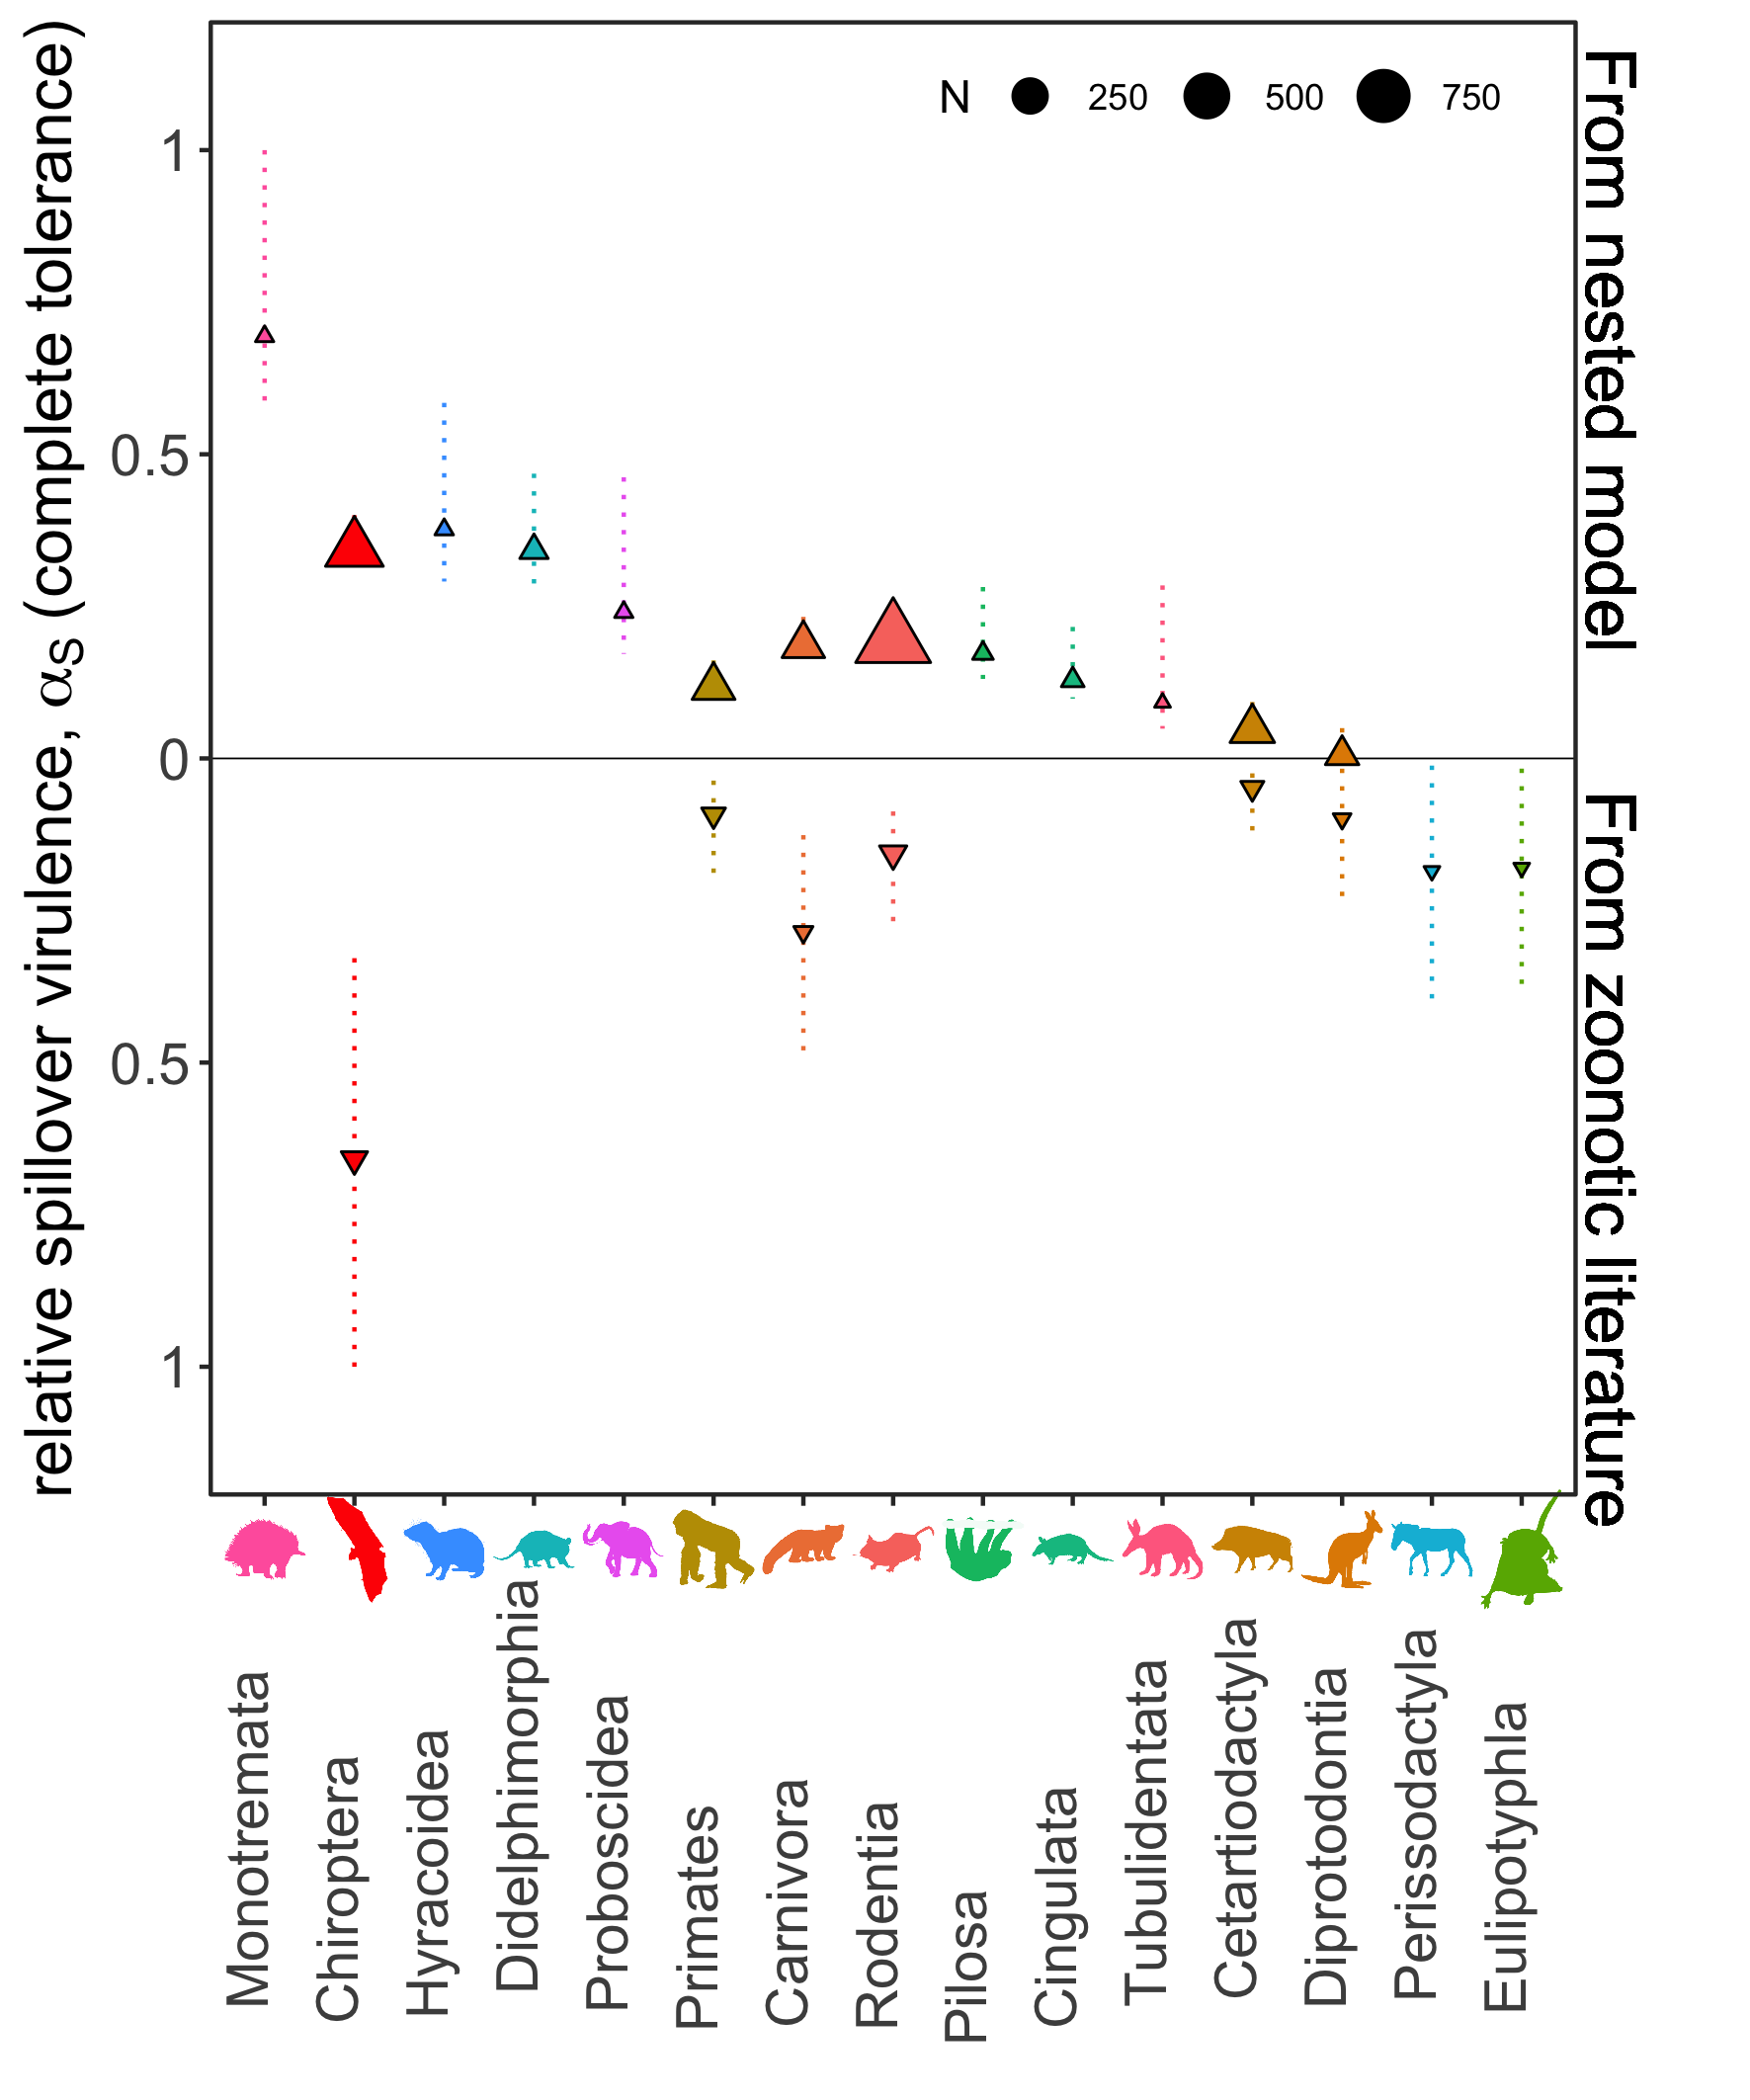 relative spillover virulence, αS (complete tolerance)
N 250 500 750
1
0.5
0
0.5
1
From nested model
From zoonotic literature
Monotremata
Chiroptera
Hyracoidea
Didelphimorphia
Proboscidea
Primates
Carnivora
Rodentia
Pilosa
Cingulata
Tubulidentata
Cetartiodactyla
Diprotodontia
Perissodactyla
Eulipotyphla